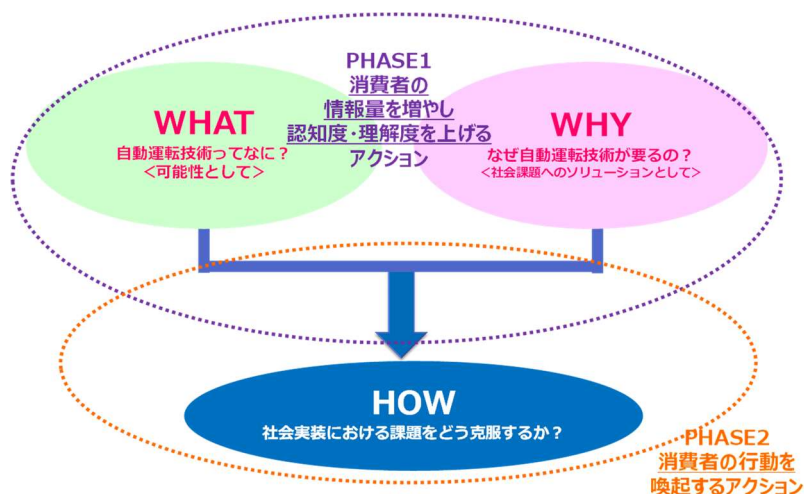 PHASE1
消費者の
情報量を増やし
認知度・理解度を上げる
アクション
WHAT
自動運転技術ってなに？
<可能性として>
WHY
なぜ自動運転技術が要るの？
<社会課題へのソリューションとして>
HOW
社会実装における課題をどう克服するか？
PHASE2
消費者の行動を
喚起するアクション